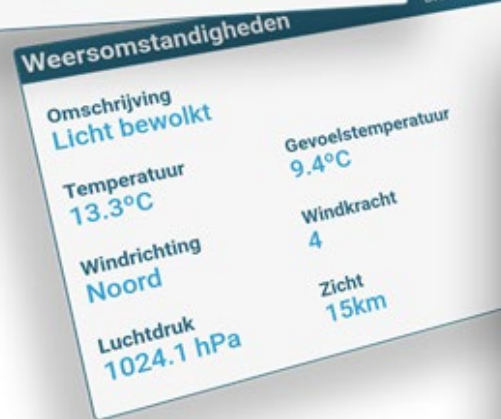 Weersomstandigheden
Omschrijving
Licht bewolkt
Temperatuur
13.3°C
Gevoelstemperatuur
9.4°C
Windrichting
Noord
Windkracht
4
Luchtdruk
1024.1 hPa
Zicht
15km